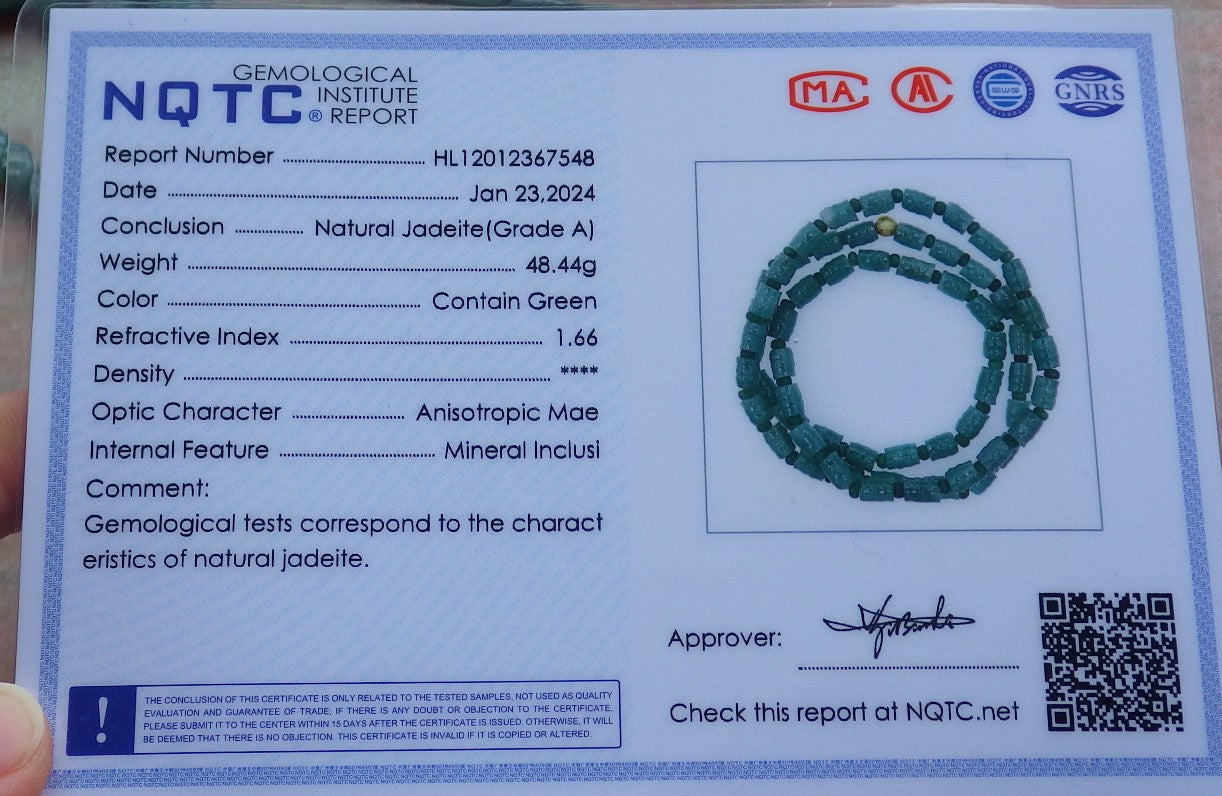 GEMOLOGICAL
NQTC® INSTITUTE
REPORT
MA
GNRS
Report Number ........ HL12012367548
Date ........ Jan 23,2024
Conclusion ........ Natural Jadeite(Grade A)
Weight ........ 48.44g
Color ........ Contain Green
Refractive Index ........ 1.66
Density ........ ****
Optic Character ........ Anisotropic Mae
Internal Feature ........ Mineral Inclusi
Comment:
Gemological tests correspond to the charact
eristics of natural jadeite.
!
THE CONCLUSION OF THIS CERTIFICATE IS ONLY RELATED TO THE TESTED SAMPLES, NOT USED AS QUALITY
EVALUATION AND GUARANTEE OF TRADE; IF THERE IS ANY DOUBT OR OBJECTION TO THE CERTIFICATE,
PLEASE SUBMIT IT TO THE CENTER WITHIN 15 DAYS AFTER THE CERTIFICATE IS ISSUED. OTHERWISE, IT WILL
BE DEEMED THAT THERE IS NO OBJECTION. THIS CERTIFICATE IS INVALID IF IT IS COPIED OR ALTERED.
Approver:
Check this report at NQTC.net